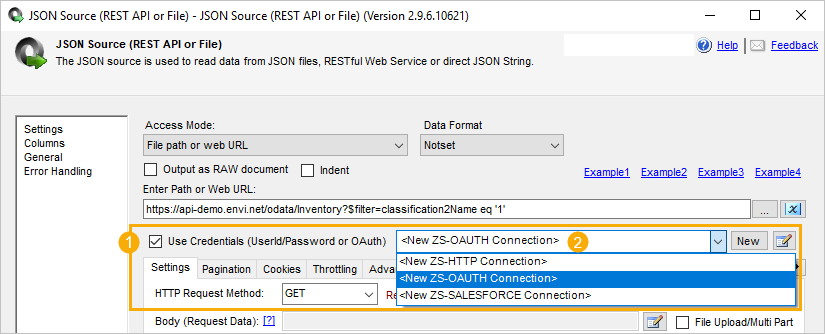 JSON Source (REST API or File) - JSON Source (REST API or File) (Version 2.9.6.10621)
JSON Source (REST API or File)
Help
Feedback
The JSON source is used to read data from JSON files, RESTful Web Service or direct JSON String.
Settings
Columns
General
Error Handling
Access Mode:
Data Format
File path or web URL
Notset
Output as RAW document
Indent
Example1 Example2 Example3 Example4
Enter Path or Web URL:
https://api-demo.envi.net/odata/Inventory?$filter=classification2Name eq '1'
...
1
Use Credentials (UserId/Password or OAuth)
<New ZS-OAUTH Connection>
2
New
<New ZS-HTTP Connection>
<New ZS-OAUTH Connection>
<New ZS-SALESFORCE Connection>
Settings Pagination Cookies Throttling Adva
HTTP Request Method:
GET
Re
Body (Request Data): [?]
File Upload/Multi Part